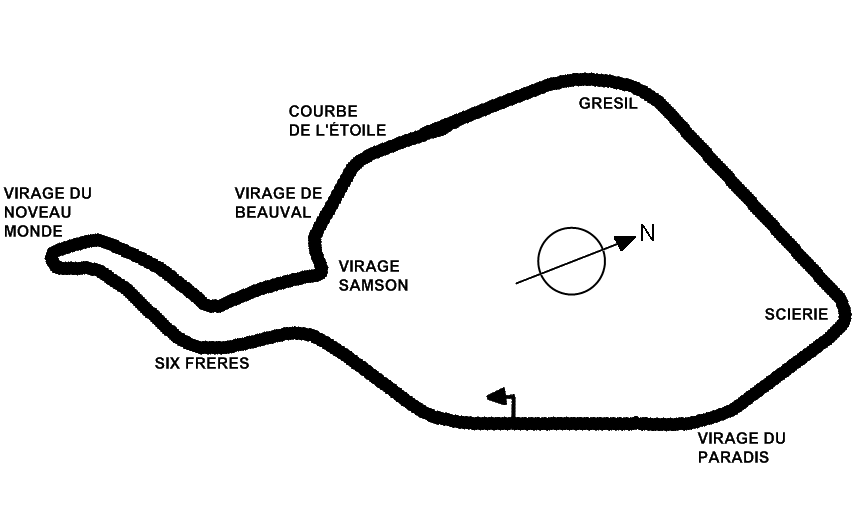 COURBE
DE L'ÉTOILE
GRESIL
VIRAGE DU
NOVEAU
MONDE
VIRAGE DE
BEAUVAL
N
VIRAGE
SAMSON
SCIERIE
SIX FRERES
VIRAGE DU
PARADIS